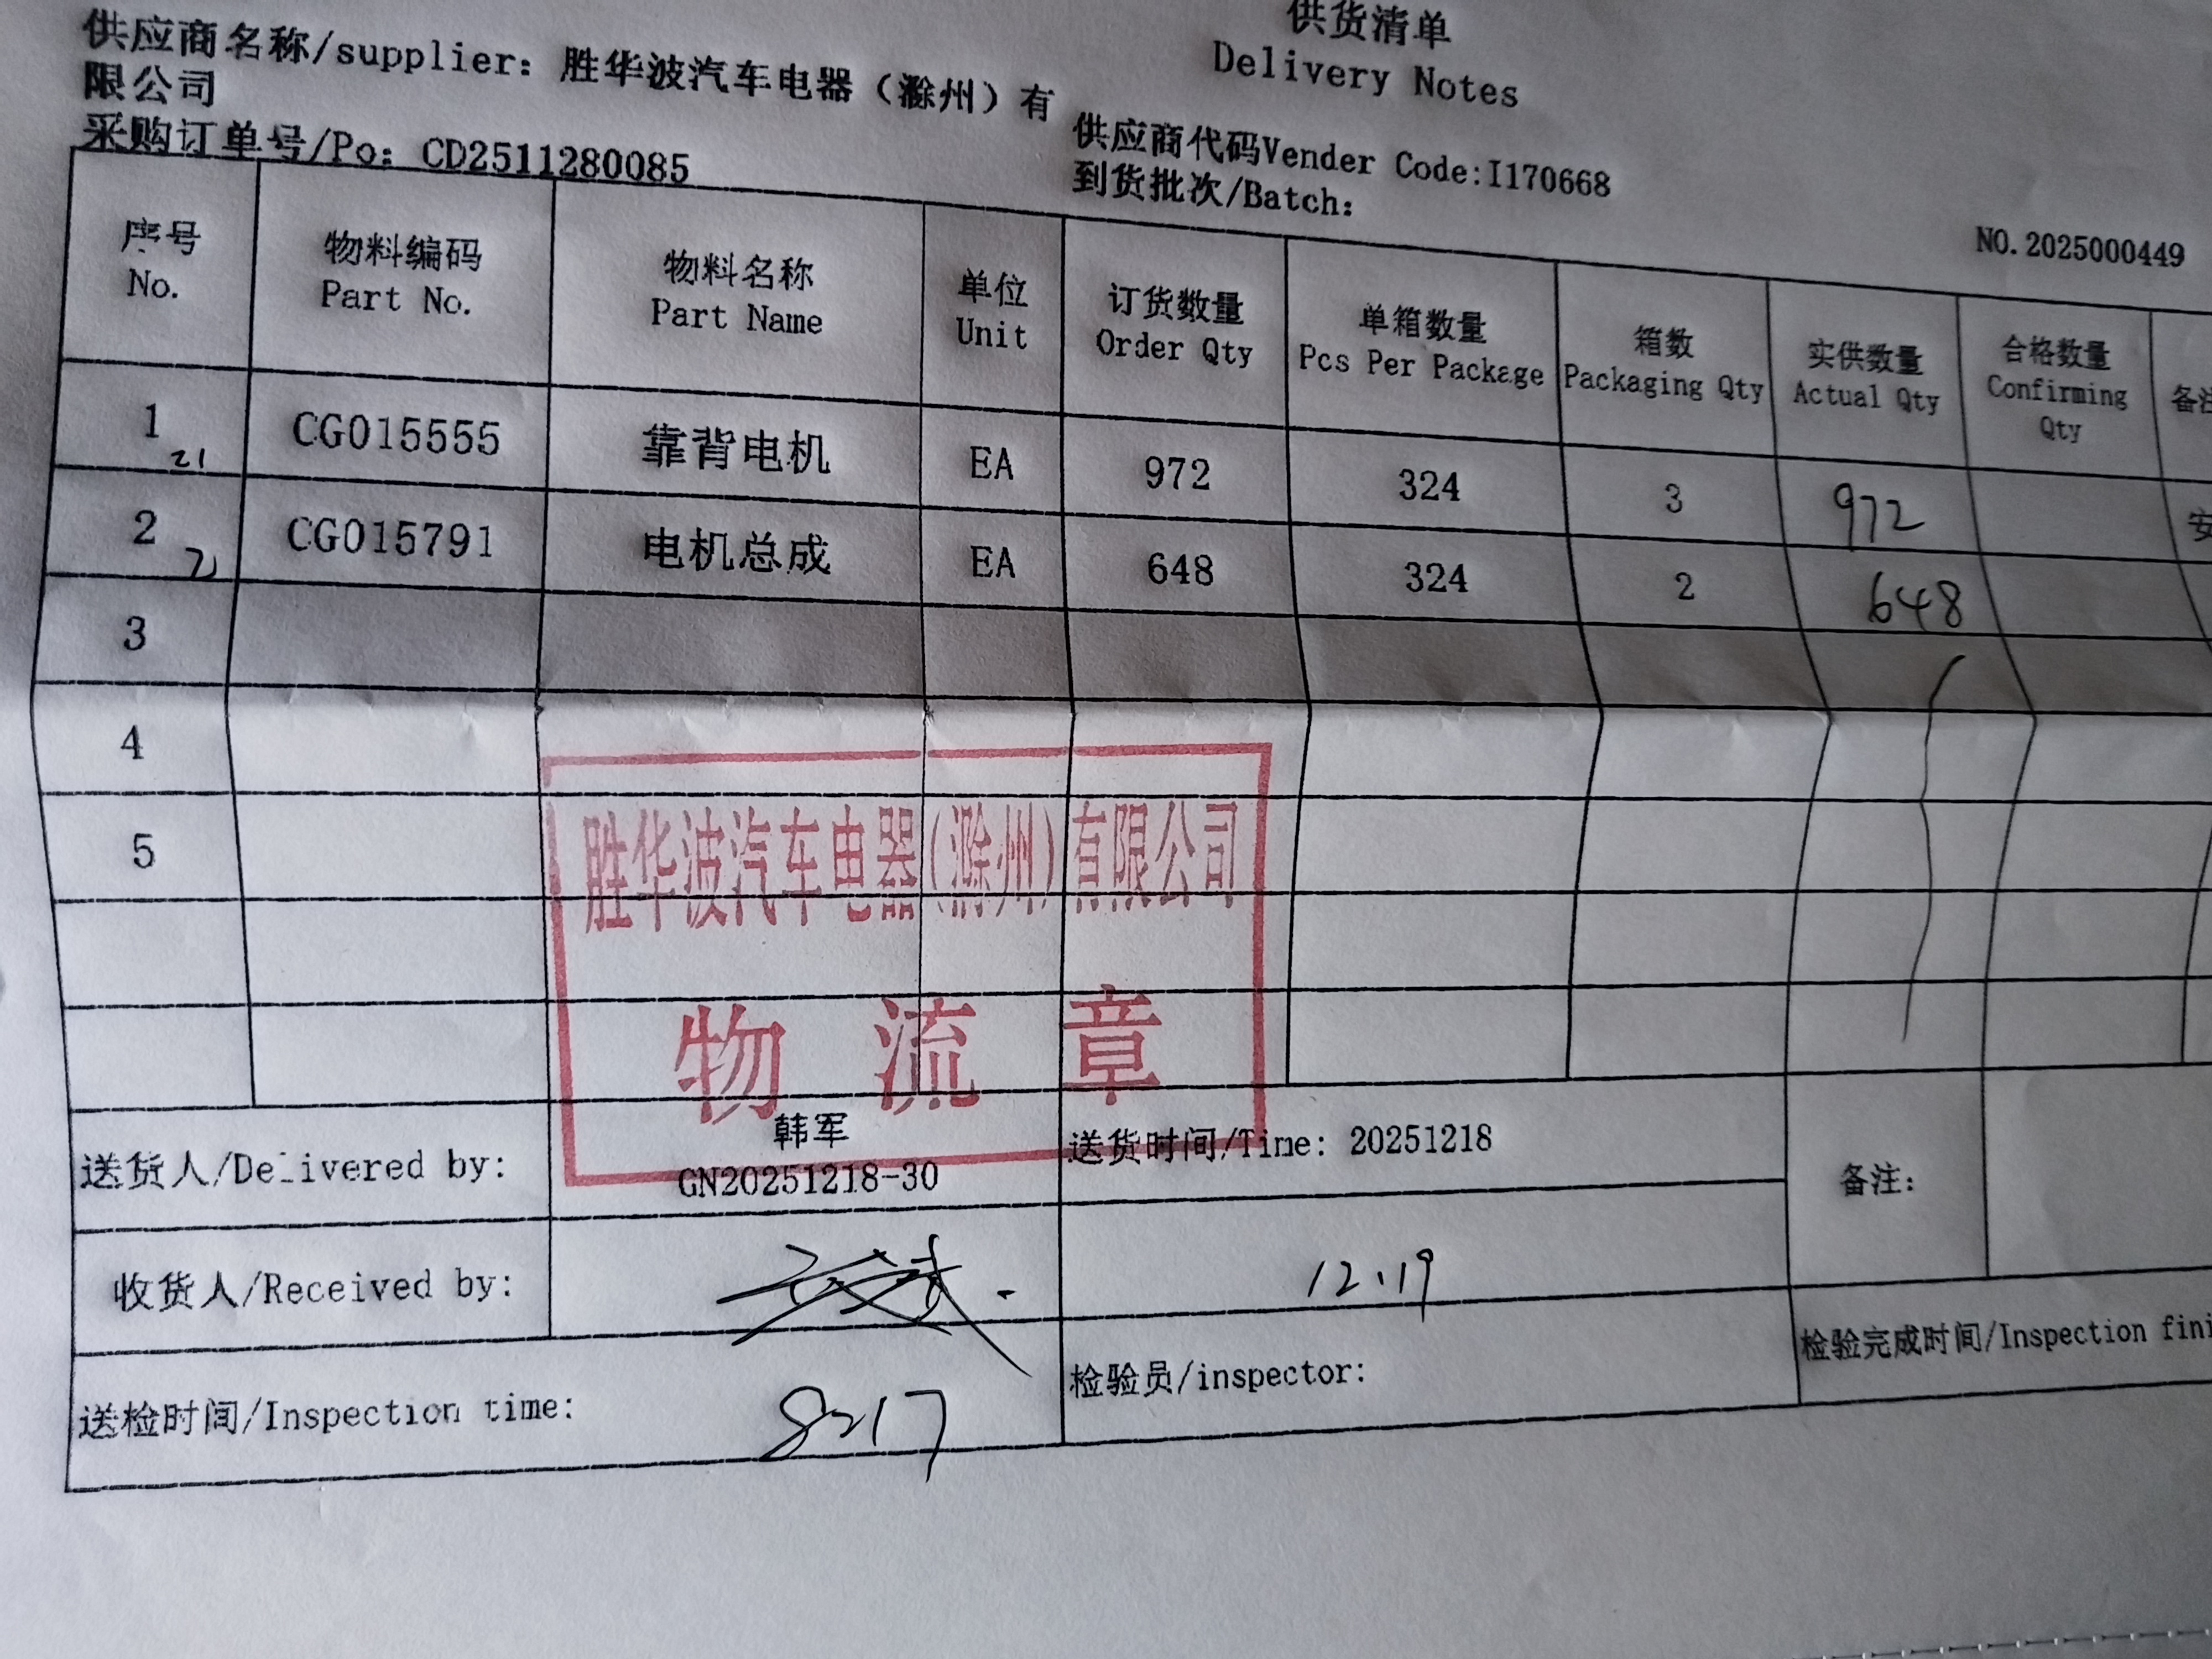 供货清单
Delivery Notes
供应商名称/supplier：胜华波汽车电器（滁州）有
限公司
供应商代码Vender Code:I170668
采购订单号/Po：CD2511280085
到货批次/Batch：
NO.2025000449
序号 物料编码 物料名称 单位 订货数量 单箱数量 箱数 实供数量 合格数量 备注
No. Part No. Part Name Unit Order Qty Pcs Per Package Packaging Qty Actual Qty Confirming Qty
1 21 CG015555 靠背电机 EA 972 324 3 972 安
2 CG015791 电机总成 EA 648 324 2 648
3
4
5
胜华波汽车电器（滁州）有限公司
物流章
送货人/Delivered by: 韩军 送货时间/Time: 20251218 备注：
GN20251218-30
收货人/Received by: 12.19
送检时间/Inspection time: 检验员/inspector: 检验完成时间/Inspection fini